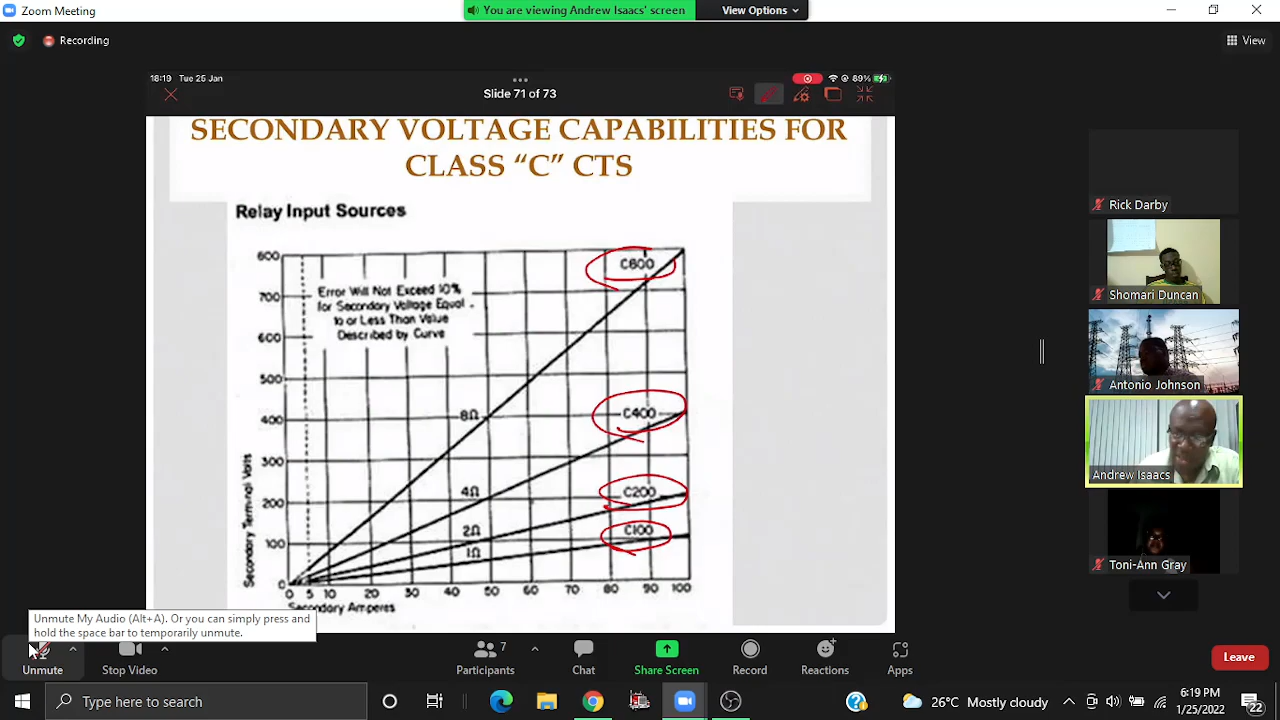 Zoom Meeting
You are viewing Andrew Isaacs' screen
View Options
Recording
View
18:19 Tue 25 Jan
89%
Slide 71 of 73
SECONDARY VOLTAGE CAPABILITIES FOR
CLASS “C” CTS
Relay Input Sources
800
700
600
500
400
300
200
100
0
Secondary Terminal Volts
Error Will Not Exceed 10%
for Secondary Voltage Equal
to or Less Than Value
Described by Curve
C800
8Ω
C400
4Ω
C200
2Ω
C100
1Ω
0 5 10 20 30 40 50 60 70 80 90 100
Secondary Amperes
Rick Darby
Shomari Duncan
Antonio Johnson
Andrew Isaacs
Toni-Ann Gray
Unmute My Audio (Alt+A). Or you can simply press and
hold the space bar to temporarily unmute.
Unmute
Stop Video
7
Participants
Chat
Share Screen
Record
Reactions
Apps
Leave
Type here to search
26°C Mostly cloudy
6:19 PM
1/25/2022
22